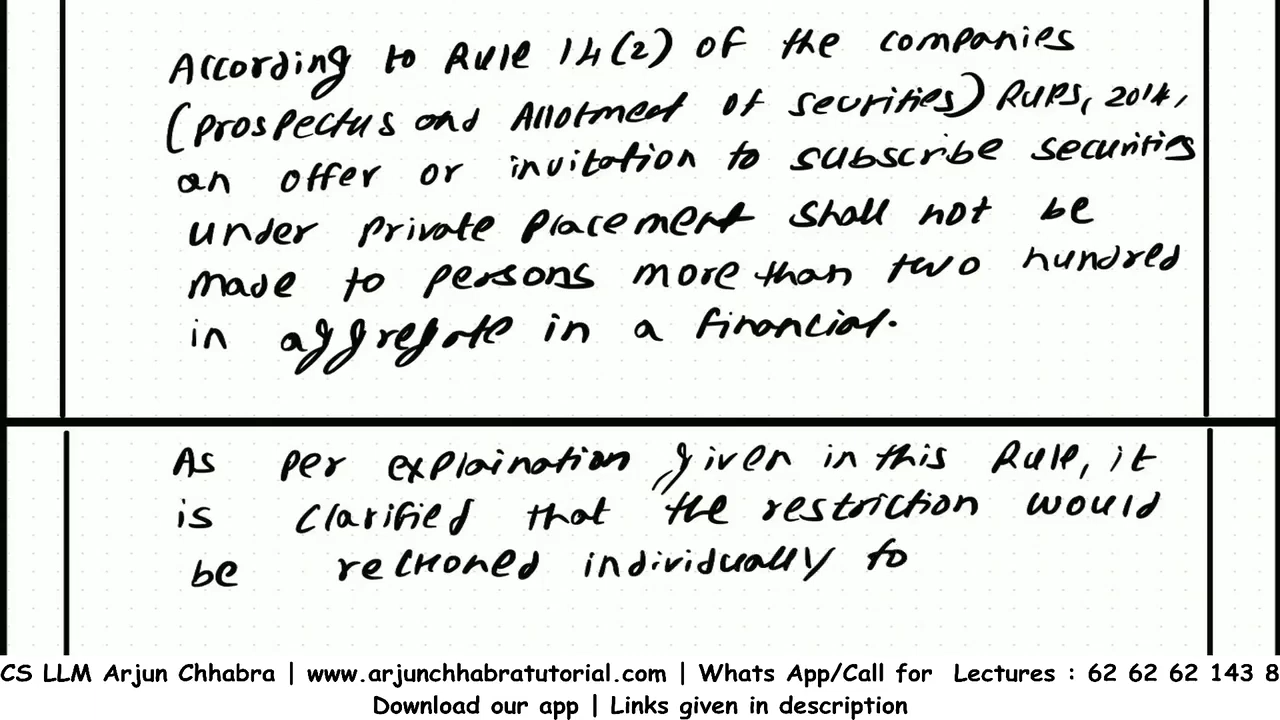 According to Rule 14(2) of the companies
(prospectus and Allotment of securities) Rules, 2014,
an offer or invitation to subscribe securities
under private placement shall not be
made to persons more than two hundred
in aggregate in a financial.
As per explaination given in this Rule, it
is clarified that the restriction would
be reckoned individually fo
CS LLM Arjun Chhabra | www.arjunchhabratutorial.com | Whats App/Call for Lectures : 62 62 62 143 8
Download our app | Links given in description